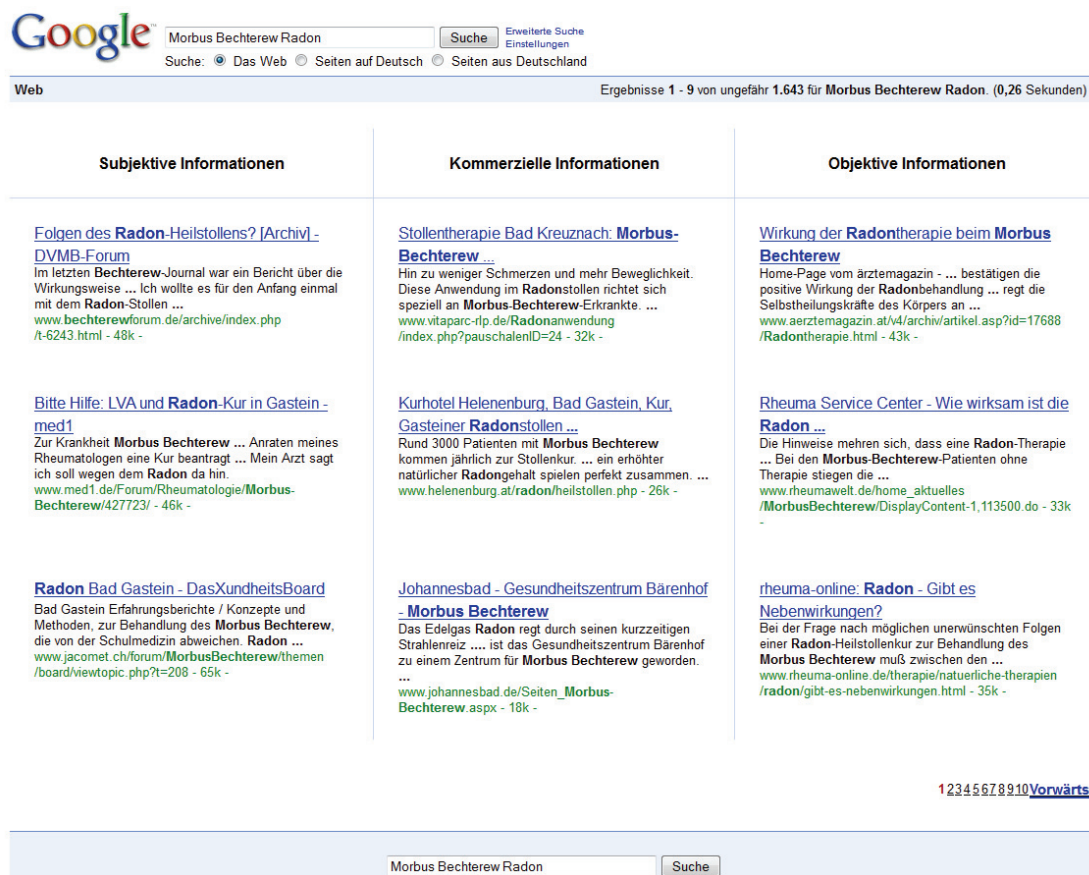 Google™ Morbus Bechterew Radon Suche Erweiterte Suche
Einstellungen
Suche: Das Web Seiten auf Deutsch Seiten aus Deutschland
Web Ergebnisse 1 - 9 von ungefähr 1.643 für Morbus Bechterew Radon. (0,26 Sekunden)
Subjektive Informationen
Folgen des Radon-Heilstollens? [Archiv] -
DVMB-Forum
Im letzten Bechterew-Journal war ein Bericht über die
Wirkungsweise ... Ich wollte es für den Anfang einmal
mit dem Radon-Stollen ...
www.bechterewforum.de/archive/index.php
/t-6243.html - 48k -
Bitte Hilfe: LVA und Radon-Kur in Gastein -
med1
Zur Krankheit Morbus Bechterew ... Anraten meines
Rheumatologen eine Kur beantragt ... Mein Arzt sagt
ich soll wegen dem Radon da hin.
www.med1.de/Forum/Rheumatologie/Morbus-
Bechterew/427723/ - 46k -
Radon Bad Gastein - DasXundheitsBoard
Bad Gastein Erfahrungsberichte / Konzepte und
Methoden, zur Behandlung des Morbus Bechterew,
die von der Schulmedizin abweichen. Radon ...
www.jacomet.ch/forum/MorbusBechterew/themen
/board/viewtopic.php?t=208 - 65k -
Kommerzielle Informationen
Stollentherapie Bad Kreuznach: Morbus-
Bechterew ...
Hin zu weniger Schmerzen und mehr Beweglichkeit.
Diese Anwendung im Radonstollen richtet sich
speziell an Morbus-Bechterew-Erkrankte. ...
www.vitaparc-rlp.de/Radonanwendung
/index.php?pauschalenID=24 - 32k -
Kurhotel Helenenburg, Bad Gastein, Kur,
Gasteiner Radonstollen ...
Rund 3000 Patienten mit Morbus Bechterew
kommen jährlich zur Stollenkur. ... ein erhöhter
natürlicher Radongehalt spielen perfekt zusammen. ...
www.helenenburg.at/radon/heilstollen.php - 26k -
Johannesbad - Gesundheitszentrum Bärenhof
- Morbus Bechterew
Das Edelgas Radon regt durch seinen kurzzeitigen
Strahlenreiz .... ist das Gesundheitszentrum Bärenhof
zu einem Zentrum für Morbus Bechterew geworden.
...
www.johannesbad.de/Seiten_Morbus-
Bechterew.aspx - 18k -
Objektive Informationen
Wirkung der Radontherapie beim Morbus
Bechterew
Home-Page vom ärztemagazin - ... bestätigen die
positive Wirkung der Radonbehandlung ... regt die
Selbstheilungskräfte des Körpers an ...
www.aerztemagazin.at/v4/archiv/artikel.asp?id=17688
/Radontherapie.html - 43k -
Rheuma Service Center - Wie wirksam ist die
Radon ...
Die Hinweise mehren sich, dass eine Radon-Therapie
... Bei den Morbus-Bechterew-Patienten ohne
Therapie stiegen die ...
www.rheumawelt.de/home_aktuelles
/MorbusBechterew/DisplayContent-1,113500.do - 33k
-
rheuma-online: Radon - Gibt es
Nebenwirkungen?
Bei der Frage nach möglichen unerwünschten Folgen
einer Radon-Heilstollenkur zur Behandlung des
Morbus Bechterew muß zwischen den ...
www.rheuma-online.de/therapie/natuerliche-therapien
/radon/gibt-es-nebenwirkungen.html - 35k -
1 2 3 4 5 6 7 8 9 10 Vorwärts
Morbus Bechterew Radon Suche